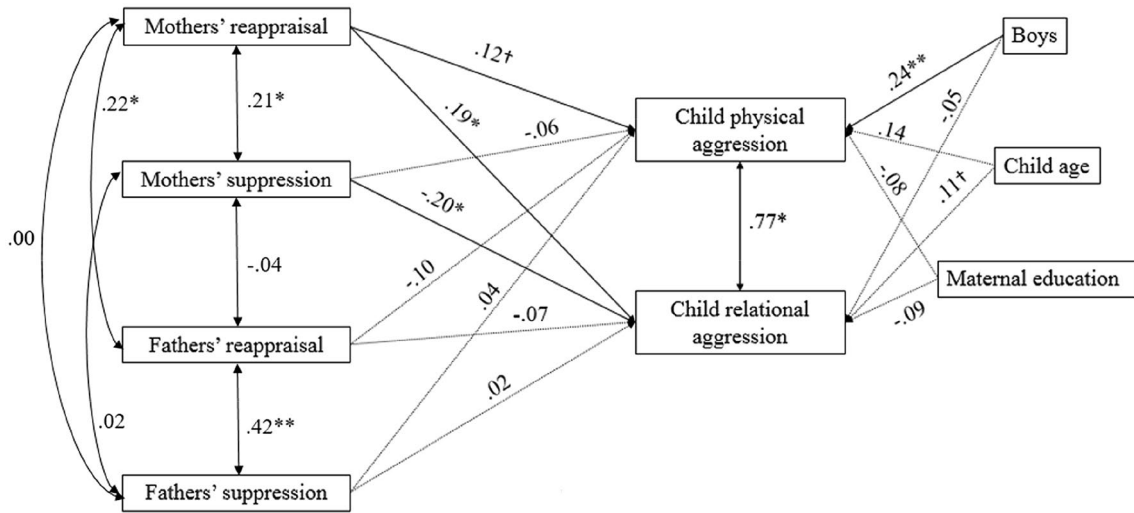 Mothers’ reappraisal
Boys
.12†
.24**
.22*
.21*
.19*
-.05
-.06
Child physical
aggression
.14
Mothers’ suppression
Child age
-.20*
-.08
.11†
.00
.77*
-.04
-.10
Maternal education
.04
Child relational
aggression
-.07
-.09
Fathers’ reappraisal
.02
.02
.42**
Fathers’ suppression